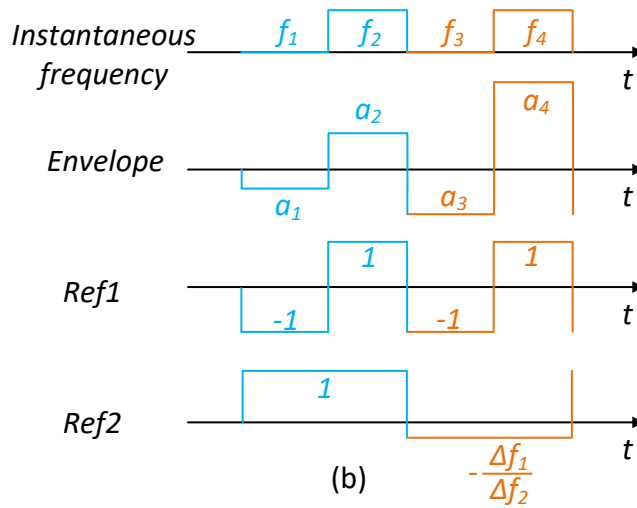 Instantaneous
frequency
f1 f2 f3 f4
t
Envelope
a1 a2 a3 a4
t
Ref1
-1 1 -1 1
t
Ref2
1
t
- Δf1
Δf2
(b)